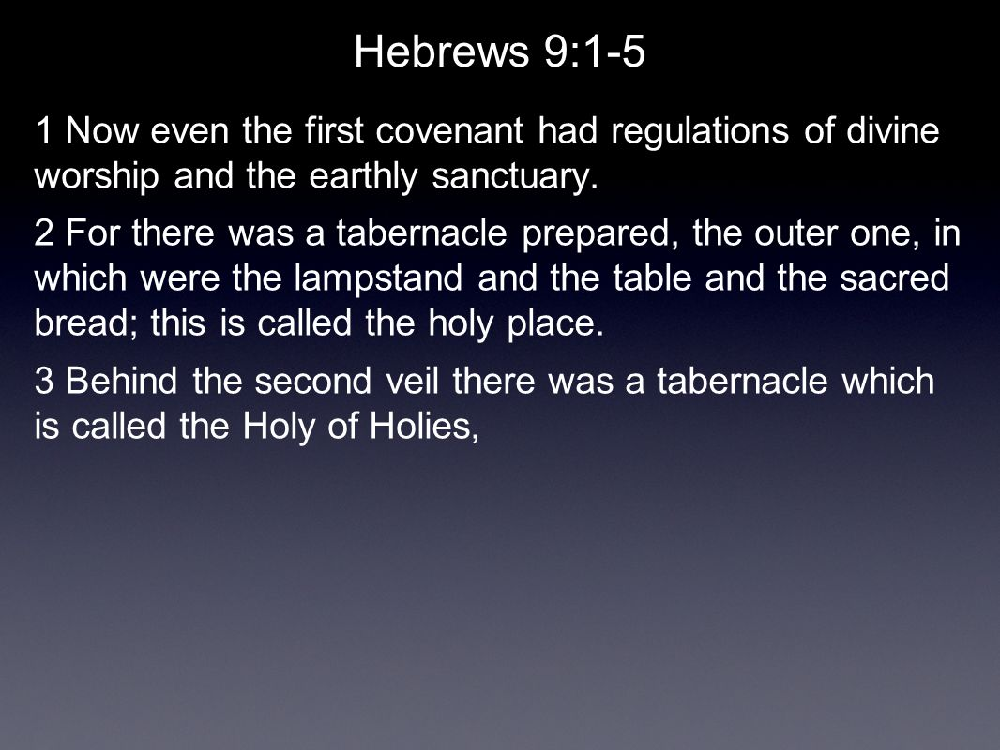 Hebrews 9:1-5
1 Now even the first covenant had regulations of divine
worship and the earthly sanctuary.
2 For there was a tabernacle prepared, the outer one, in
which were the lampstand and the table and the sacred
bread; this is called the holy place.
3 Behind the second veil there was a tabernacle which
is called the Holy of Holies,